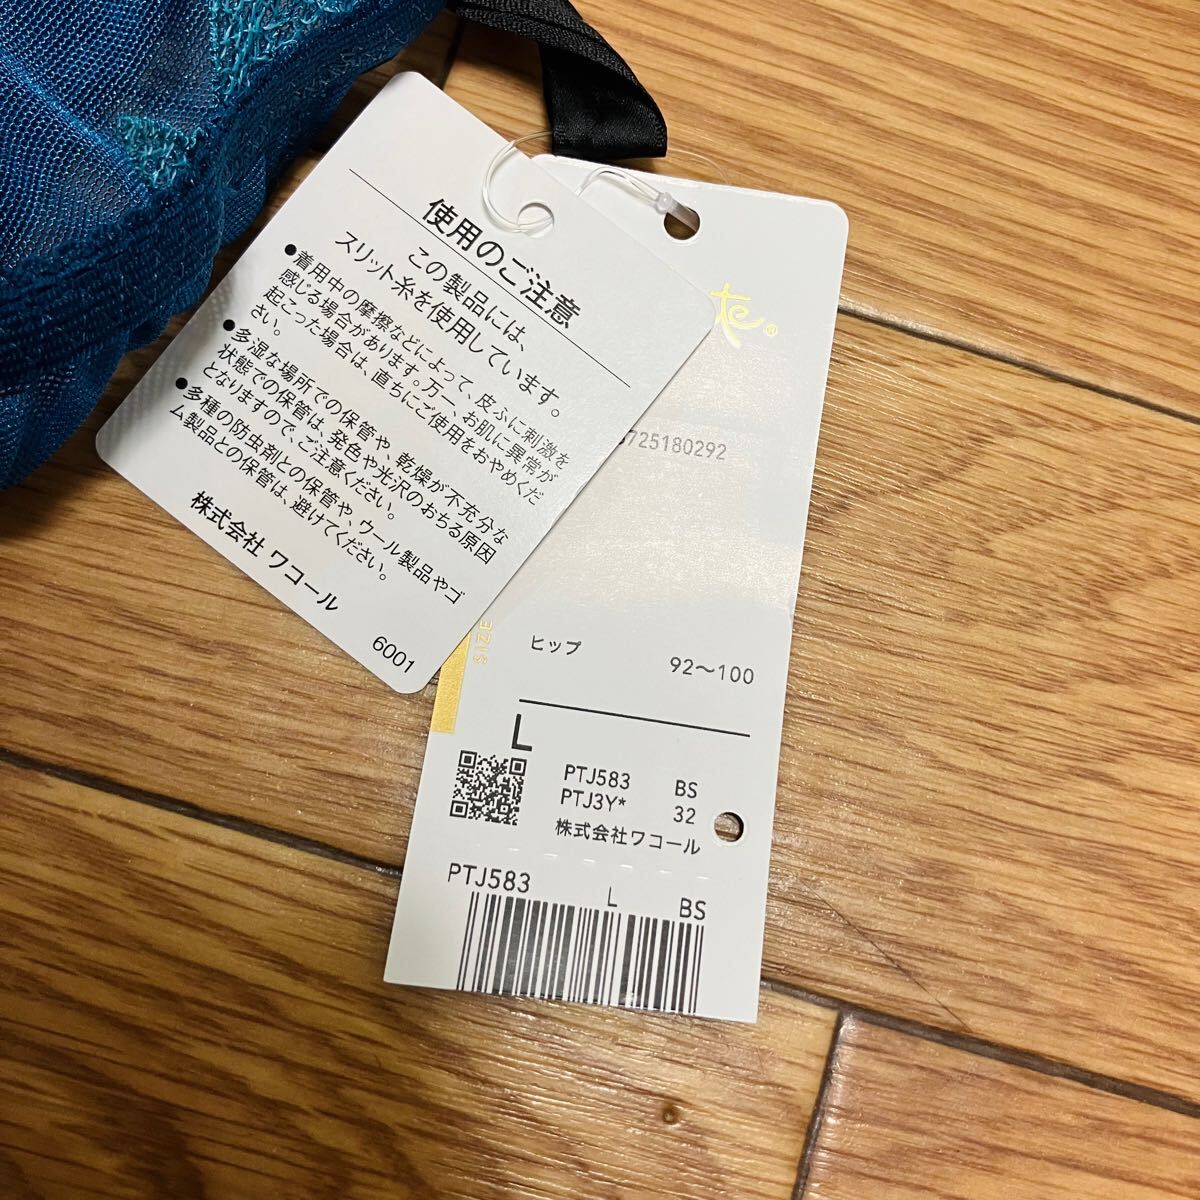 使用のご注意
この製品には、
スリット糸を使用しています。
●着用中の摩擦などによって、皮ふに刺激を
感じる場合があります。万一、お肌に異常が
起こった場合は、直ちにご使用をおやめくだ
さい。
●多湿な場所での保管や、乾燥が不充分な
状態での保管は、発色や光沢のおちる原因
となりますので、ご注意ください。
●多種の防虫剤との保管や、ウール製品やゴ
ム製品との保管は、避けてください。
株式会社 ワコール
6001
te®
725180292
SIZE
ヒップ 92〜100
L
PTJ583 BS
PTJ3Y* 32
株式会社ワコール
PTJ583 L BS